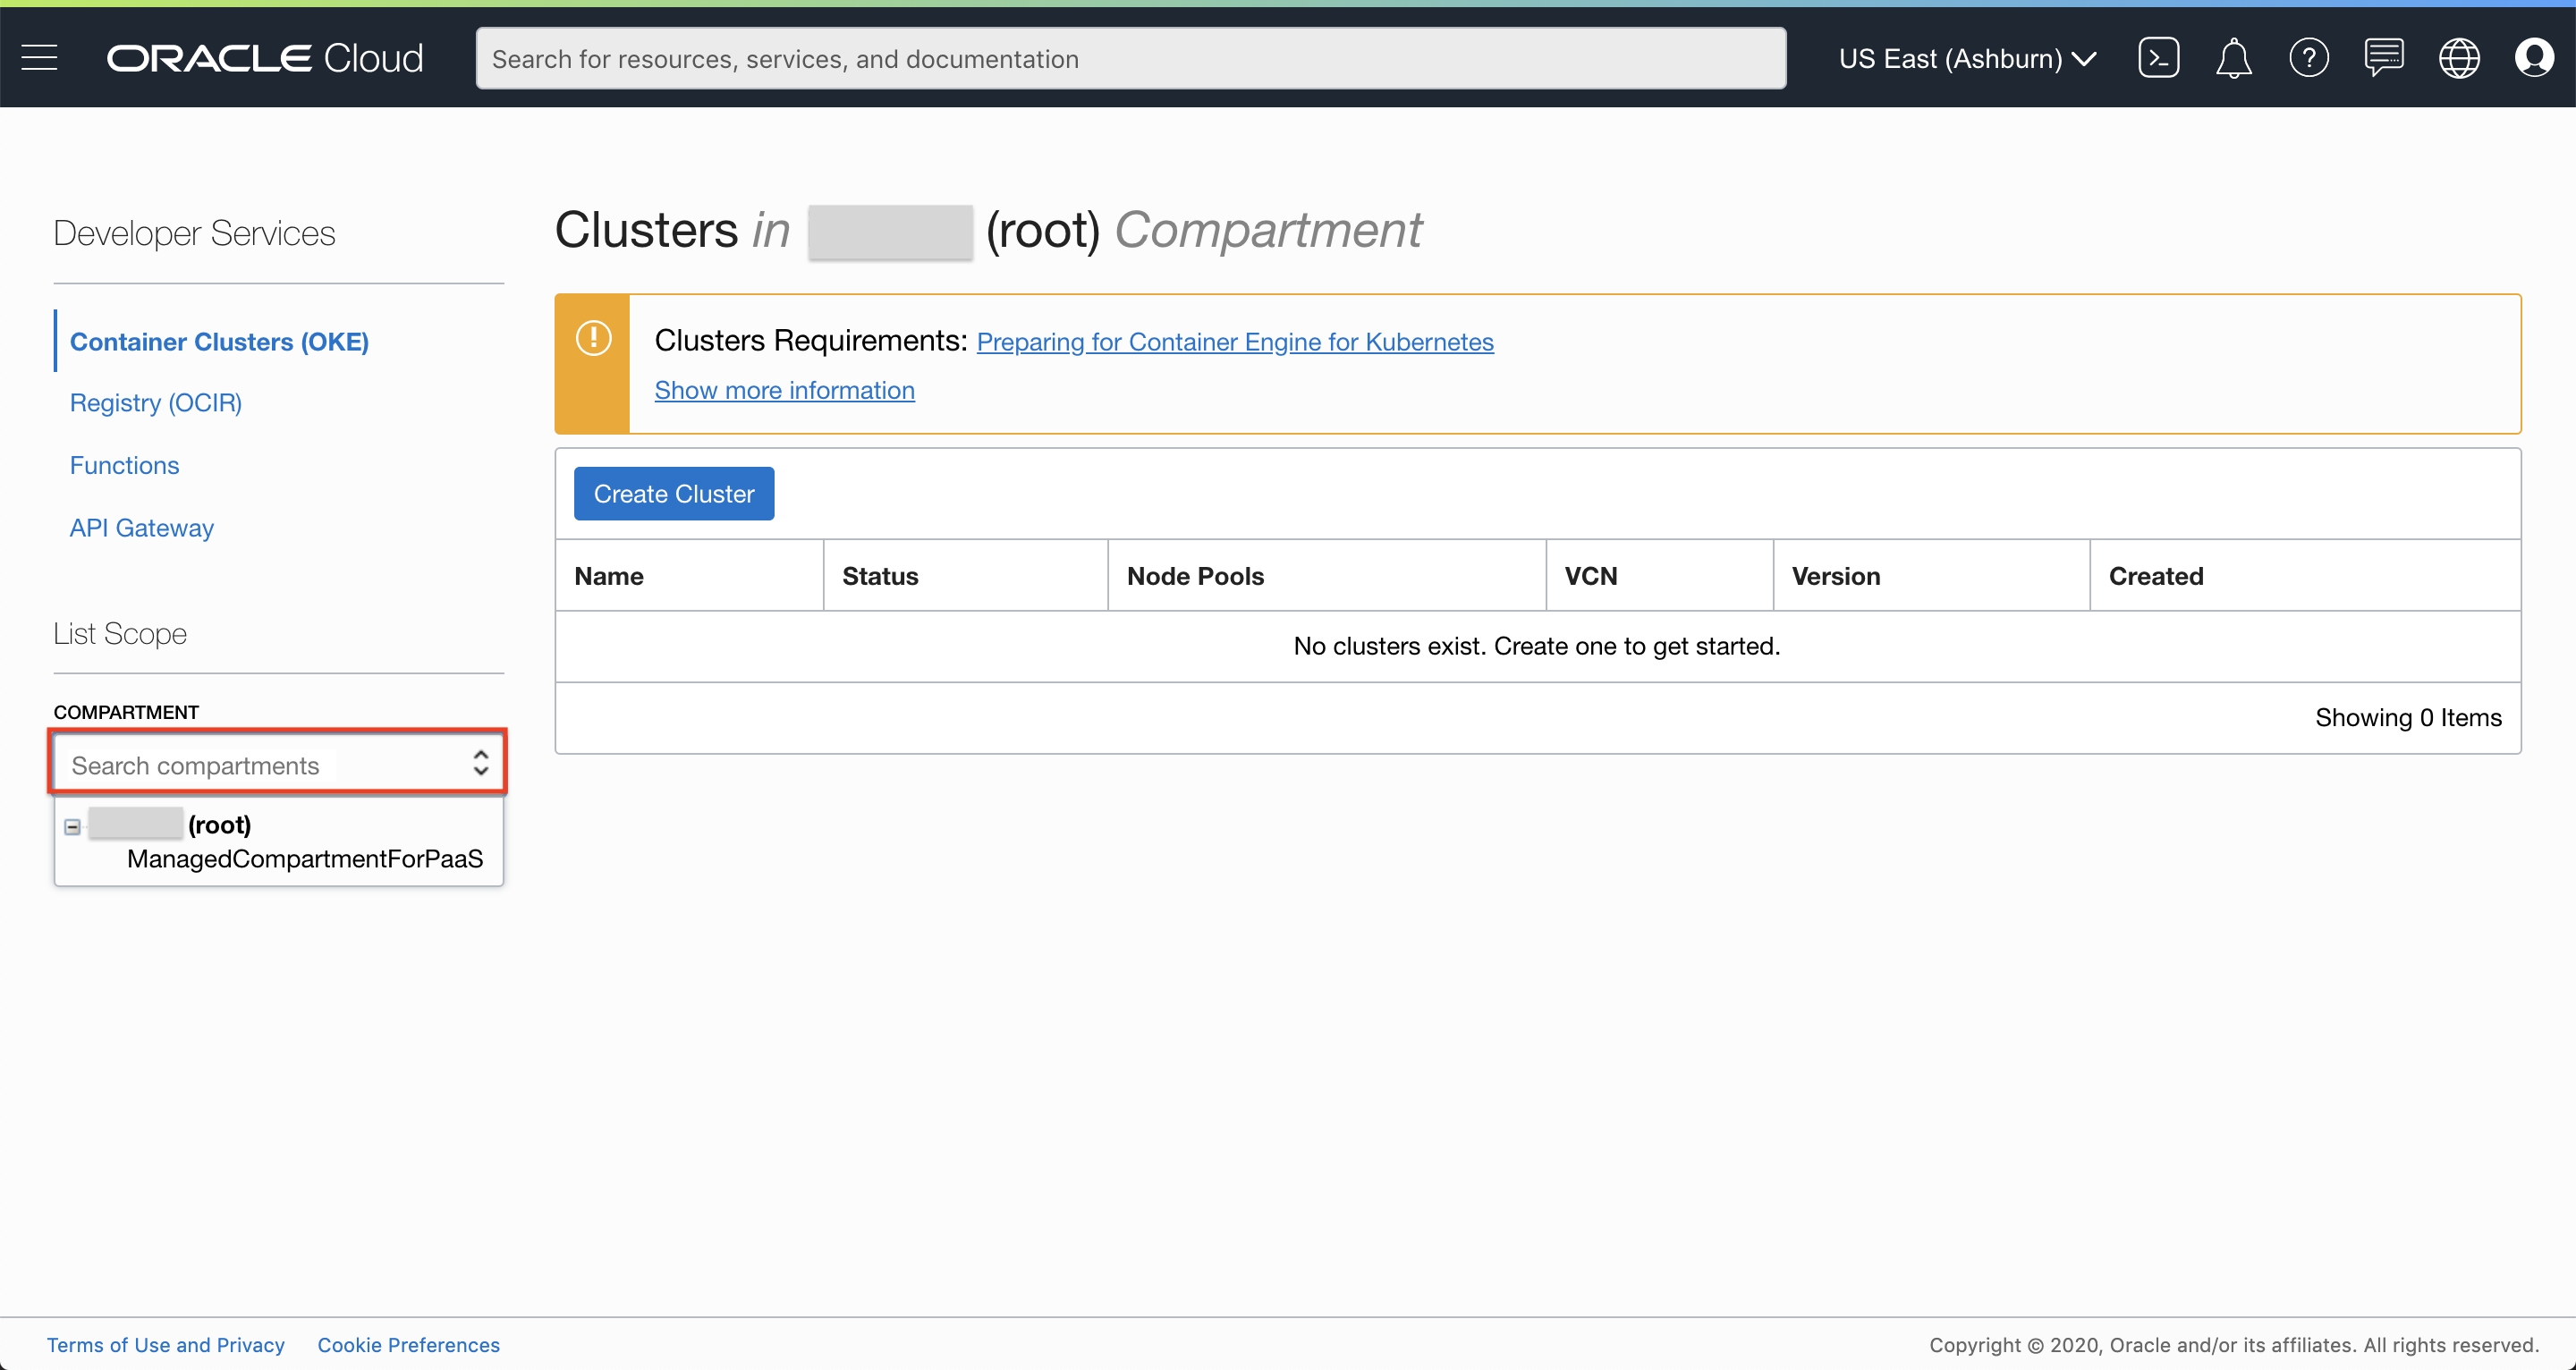 ORACLE Cloud
Search for resources, services, and documentation
US East (Ashburn)
Developer Services
Container Clusters (OKE)
Registry (OCIR)
Functions
API Gateway
List Scope
COMPARTMENT
Search compartments
(root)
ManagedCompartmentForPaaS
Clusters in (root) Compartment
Clusters Requirements: Preparing for Container Engine for Kubernetes
Show more information
Create Cluster
Name Status Node Pools VCN Version Created
No clusters exist. Create one to get started.
Showing 0 Items
Terms of Use and Privacy Cookie Preferences
Copyright © 2020, Oracle and/or its affiliates. All rights reserved.